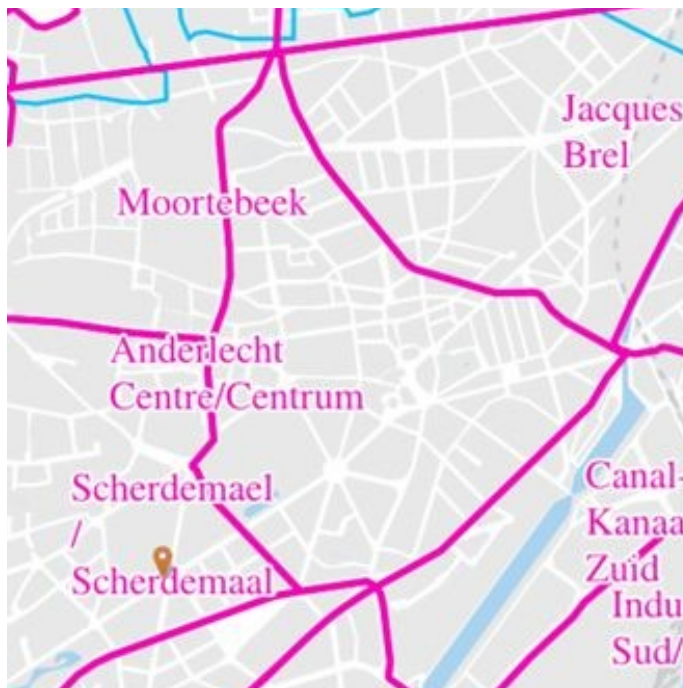 Jacques
Brel
Moortebeek
Anderlecht
Centre/Centrum
Scherdemael
/
Scherdemaal
Canal-
Kanaa
Zuid
Indu
Sud/